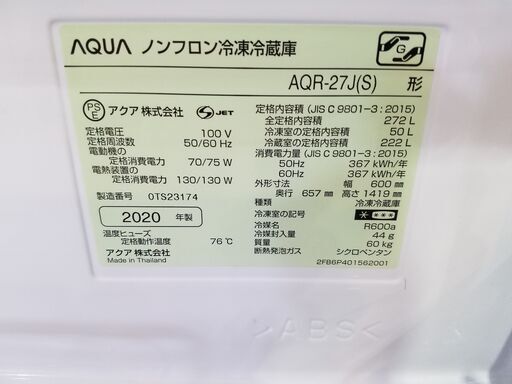 AQUA ノンフロン冷凍冷蔵庫
G
AQR-27J(S) 形
PS E アクア 株式会社 S JET
定格電圧 100 V
定格周波数 50/60 Hz
電動機の
定格消費電力 70/75 W
電熱装置の
定格消費電力 130/130 W
製造番号 0TS23174
2020 年製
温度ヒューズ
定格動作温度 76℃
アクア 株式会社
Made in Thailand
定格内容積 (JIS C 9801-3 : 2015)
全定格内容積 272 L
冷凍室の定格内容積 50 L
冷蔵室の定格内容積 222 L
消費電力量 (JIS C 9801-3 : 2015)
50Hz 367 kWh/年
60Hz 367 kWh/年
外形寸法 幅 600 mm
奥行 657 mm 高さ 1419 mm
種類 冷凍冷蔵庫
冷凍室の記号 ****
冷媒名 R600a
冷媒封入量 44 g
質量 60 kg
断熱発泡ガス シクロペンタン
2FB6P401562001
>ABS<